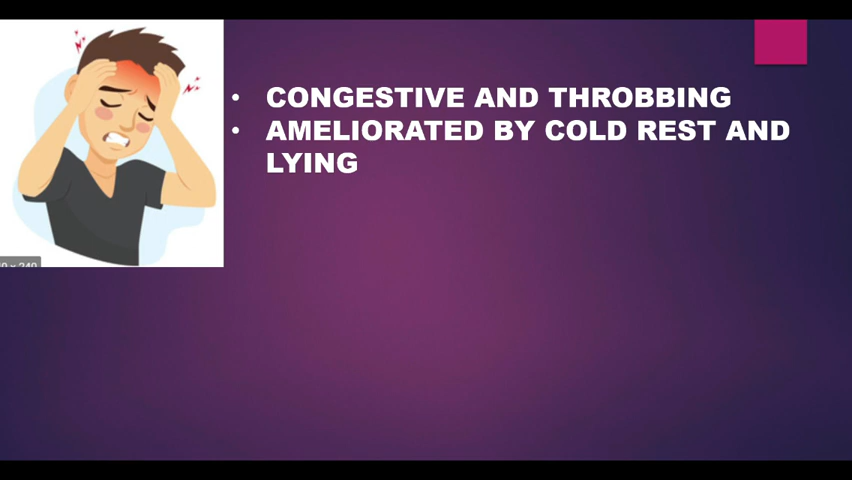 • CONGESTIVE AND THROBBING
• AMELIORATED BY COLD REST AND
LYING